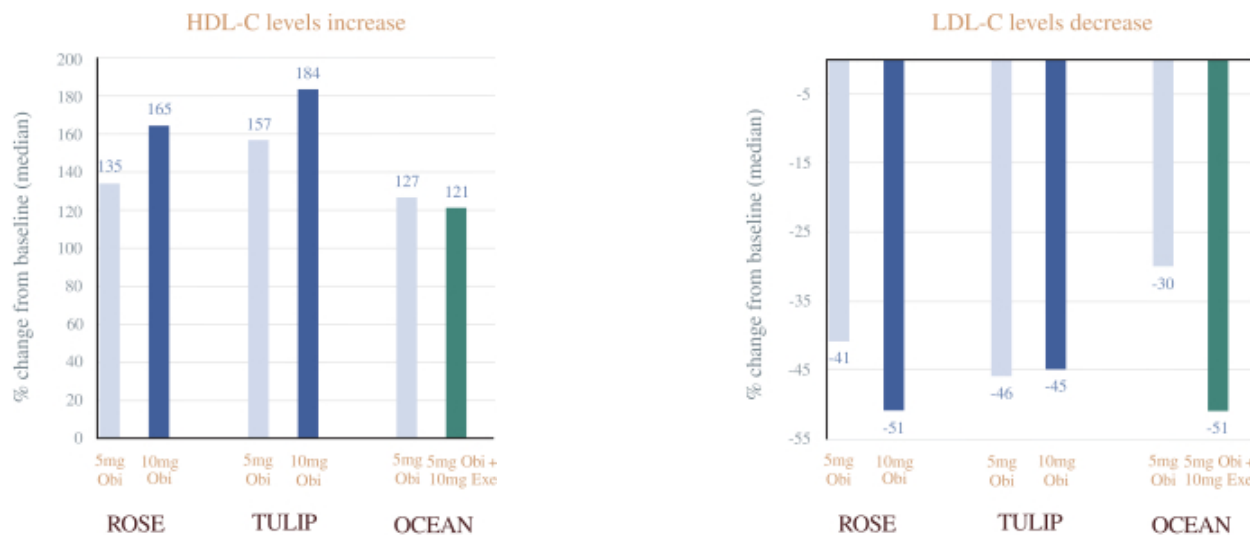 HDL-C levels increase
% change from baseline (median)
200
180
160
140
120
100
80
60
40
20
0
135
165
157
184
127
121
5mg Obi
10mg Obi
5mg Obi
10mg Obi
5mg Obi
5mg Obi + 10mg Exe
ROSE
TULIP
OCEAN
LDL-C levels decrease
% change from baseline (median)
-5
-15
-25
-35
-45
-55
-41
-51
-46
-45
-30
-51
5mg Obi
10mg Obi
5mg Obi
10mg Obi
5mg Obi
5mg Obi + 10mg Exe
ROSE
TULIP
OCEAN